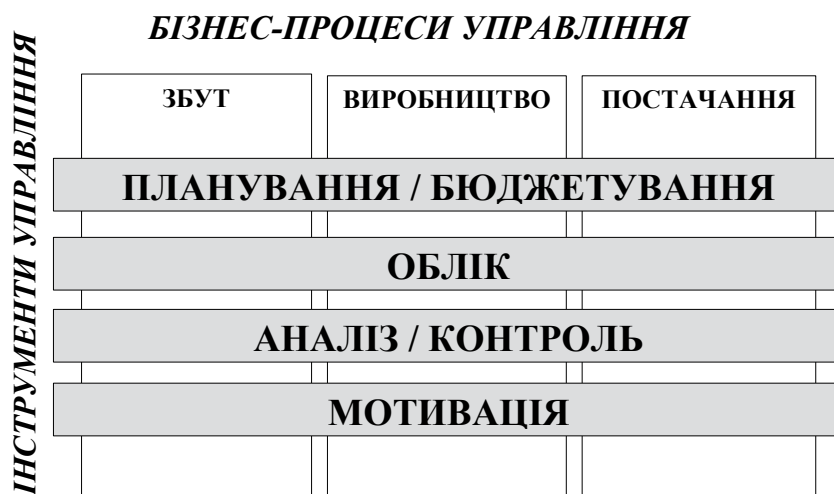 БІЗНЕС-ПРОЦЕСИ УПРАВЛІННЯ
ІНСТРУМЕНТИ УПРАВЛІННЯ
ЗБУТ
ВИРОБНИЦТВО
ПОСТАЧАННЯ
ПЛАНУВАННЯ / БЮДЖЕТУВАННЯ
ОБЛІК
АНАЛІЗ / КОНТРОЛЬ
МОТИВАЦІЯ